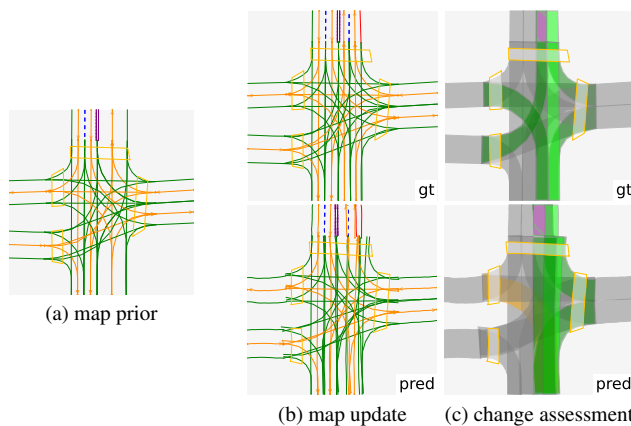 gt
gt
(a) map prior
pred
pred
(b) map update
(c) change assessment